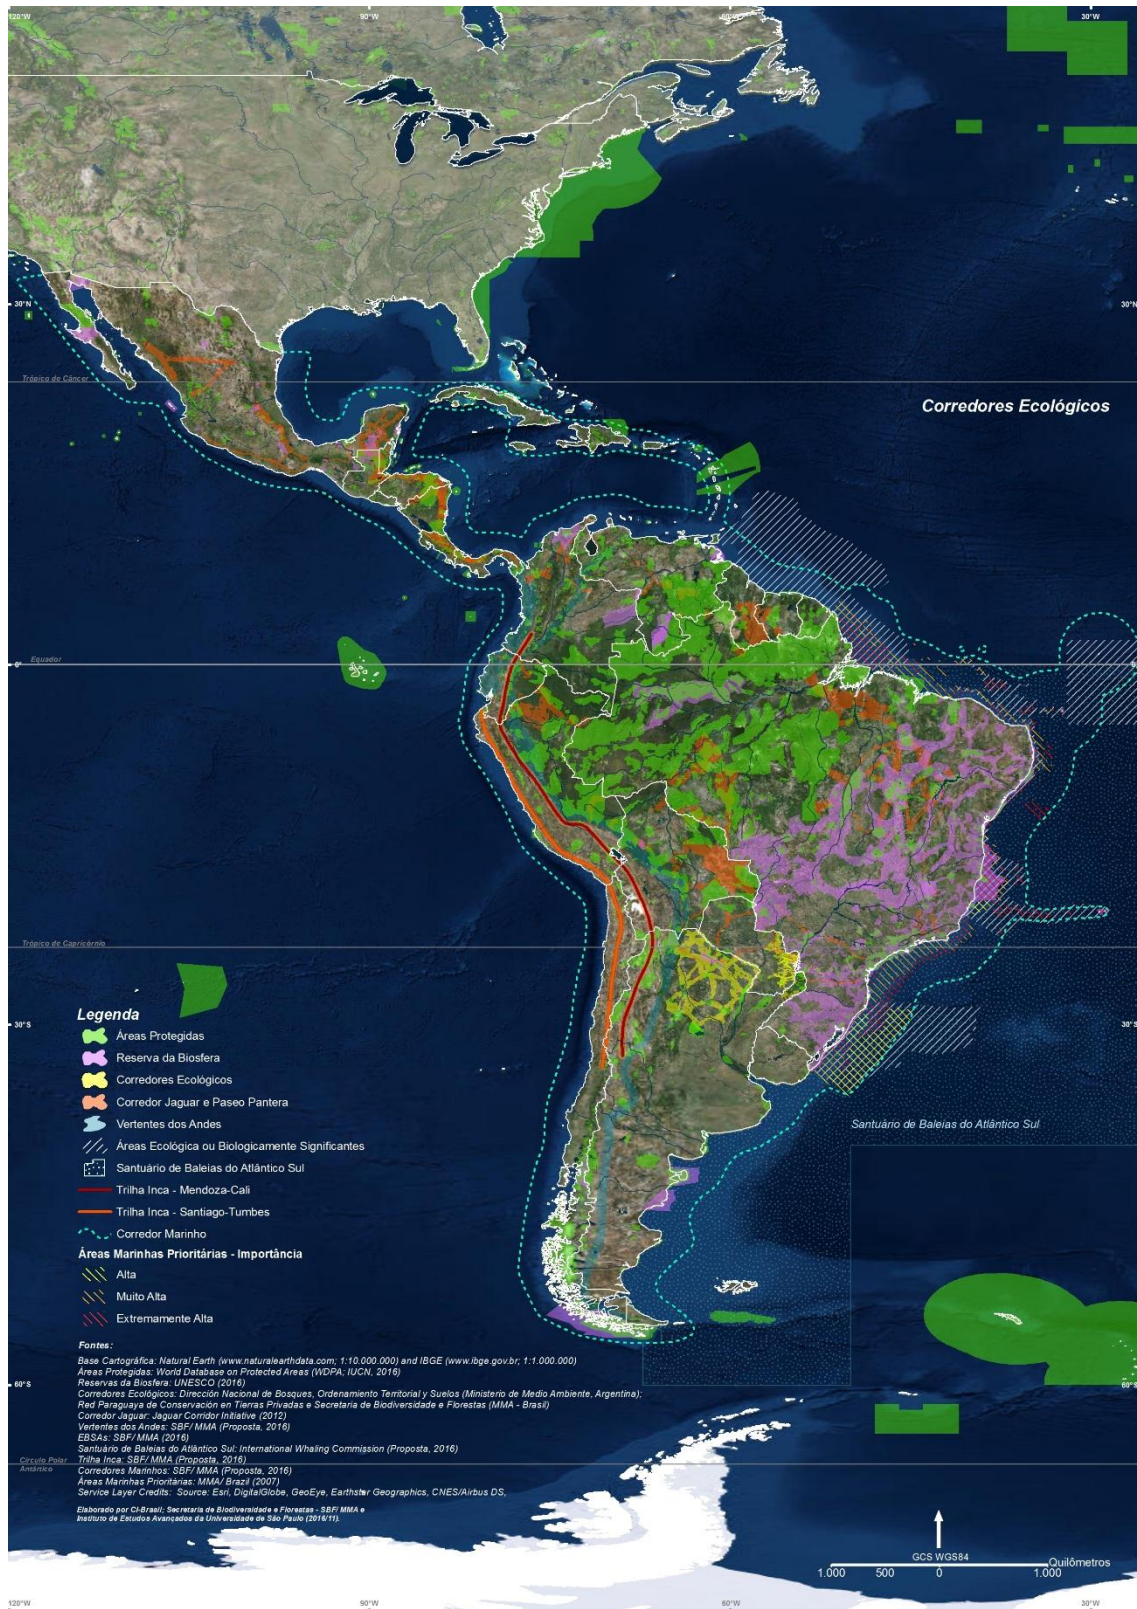 120°W 90°W 60°W 30°W
30°N 30°N
Trópico de Câncer
Corredores Ecológicos
Equador
0°
Trópico de Capricórnio
Legenda
30°S 30°S
Áreas Protegidas
Reserva da Biosfera
Corredores Ecológicos
Corredor Jaguar e Paseo Pantera
Vertentes dos Andes
Áreas Ecológica ou Biologicamente Significantes
Santuário de Baleias do Atlântico Sul
Santuário de Baleias do Atlântico Sul
Trilha Inca - Mendoza-Cali
Trilha Inca - Santiago-Tumbes
Corredor Marinho
Áreas Marinhas Prioritárias - Importância
Alta
Muito Alta
Extremamente Alta
Fontes:
Base Cartográfica: Natural Earth (www.naturalearthdata.com; 1:10.000.000) and IBGE (www.ibge.gov.br; 1:1.000.000)
Áreas Protegidas: World Database on Protected Areas (WDPA; IUCN, 2016)
Reservas da Biosfera: UNESCO (2016)
60°S 60°S
Corredores Ecológicos: Dirección Nacional de Bosques, Ordenamiento Territorial y Suelos (Ministerio de Medio Ambiente, Argentina);
Red Paraguaya de Conservación en Tierras Privadas e Secretaria de Biodiversidade e Florestas (MMA - Brasil)
Corredor Jaguar: Jaguar Corridor Initiative (2012)
Vertentes dos Andes: SBF/ MMA (Proposta, 2016)
EBSAs: SBF/ MMA (2016)
Santuário de Baleias do Atlântico Sul: International Whaling Commission (Proposta, 2016)
Círculo Polar
Antártico
Trilha Inca: SBF/ MMA (Proposta, 2016)
Corredores Marinhos: SBF/ MMA (Proposta, 2016)
Áreas Marinhas Prioritárias: MMA/ Brazil (2007)
Service Layer Credits: Source: Esri, DigitalGlobe, GeoEye, Earthstar Geographics, CNES/Airbus DS,
Elaborado por CI-Brasil; Secretaria de Biodiversidade e Florestas - SBF/ MMA e
Instituto de Estudos Avançados da Universidade de São Paulo (2016/11).
GCS WGS84
Quilômetros
1.000 500 0 1.000
120°W 90°W 60°W 30°W